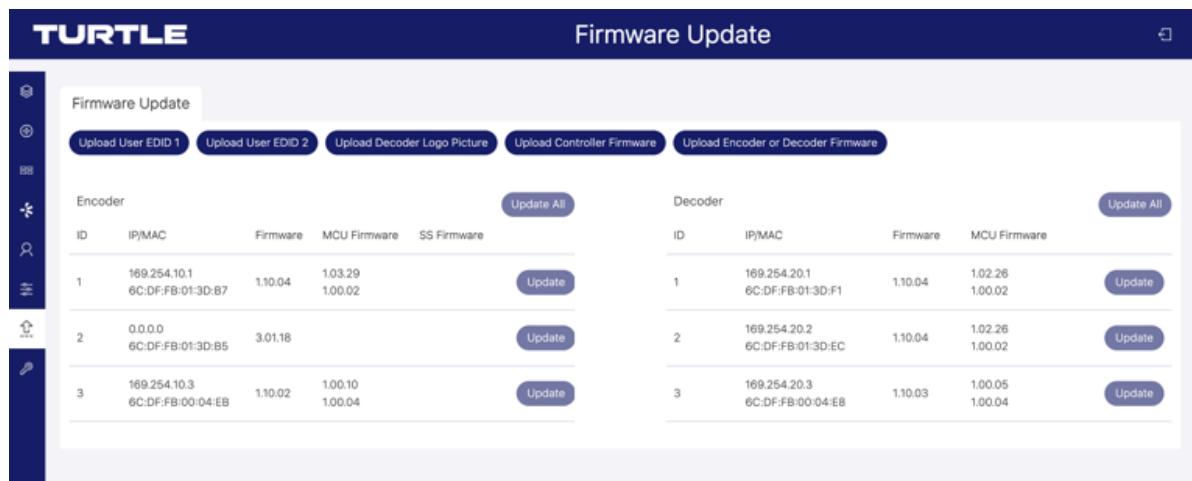 TURTLE
Firmware Update
Firmware Update
Upload User EDID 1
Upload User EDID 2
Upload Decoder Logo Picture
Upload Controller Firmware
Upload Encoder or Decoder Firmware
Encoder
Update All
ID IP/MAC Firmware MCU Firmware SS Firmware
1 169.254.10.1 6C:DF:FB:01:3D:B7 1.10.04 1.03.29 1.00.02 Update
2 0.0.0.0 6C:DF:FB:01:3D:B5 3.01.18 Update
3 169.254.10.3 6C:DF:FB:00:04:EB 1.10.02 1.00.10 1.00.04 Update
Decoder
Update All
ID IP/MAC Firmware MCU Firmware
1 169.254.20.1 6C:DF:FB:01:3D:F1 1.10.04 1.02.26 1.00.02 Update
2 169.254.20.2 6C:DF:FB:01:3D:EC 1.10.04 1.02.26 1.00.02 Update
3 169.254.20.3 6C:DF:FB:00:04:E8 1.10.03 1.00.05 1.00.04 Update